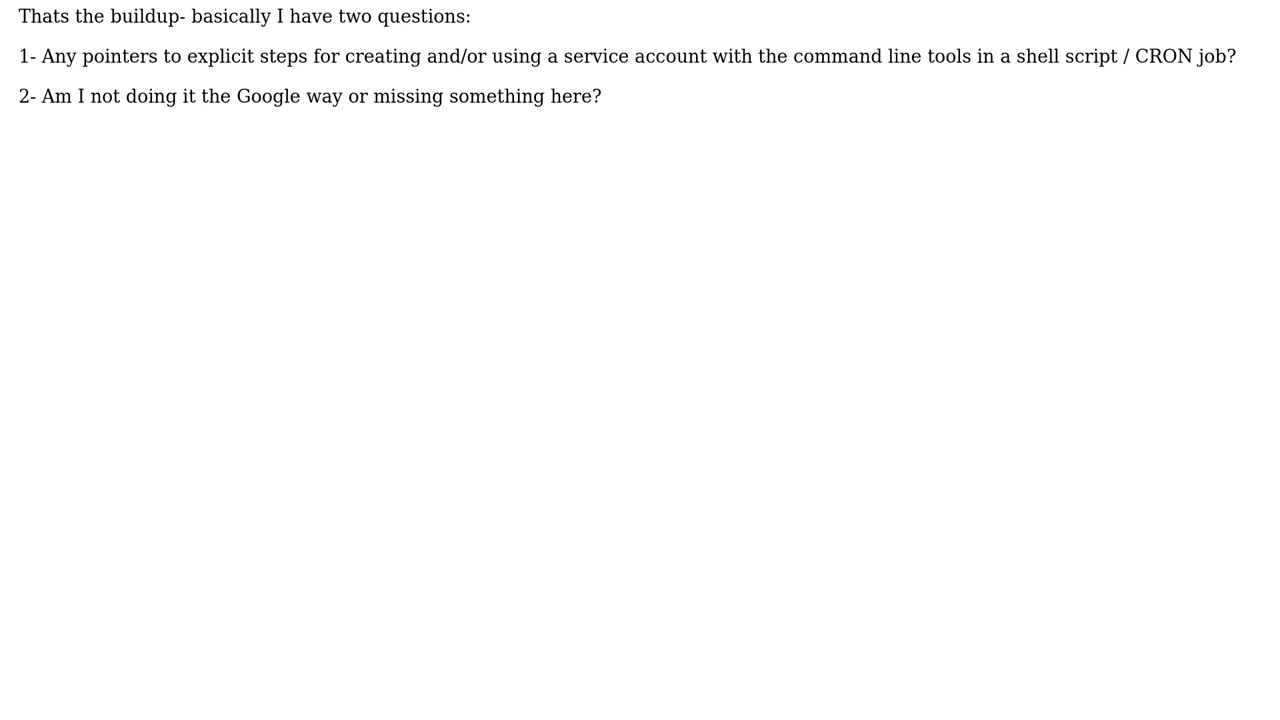 Thats the buildup- basically I have two questions:
1- Any pointers to explicit steps for creating and/or using a service account with the command line tools in a shell script / CRON job?
2- Am I not doing it the Google way or missing something here?